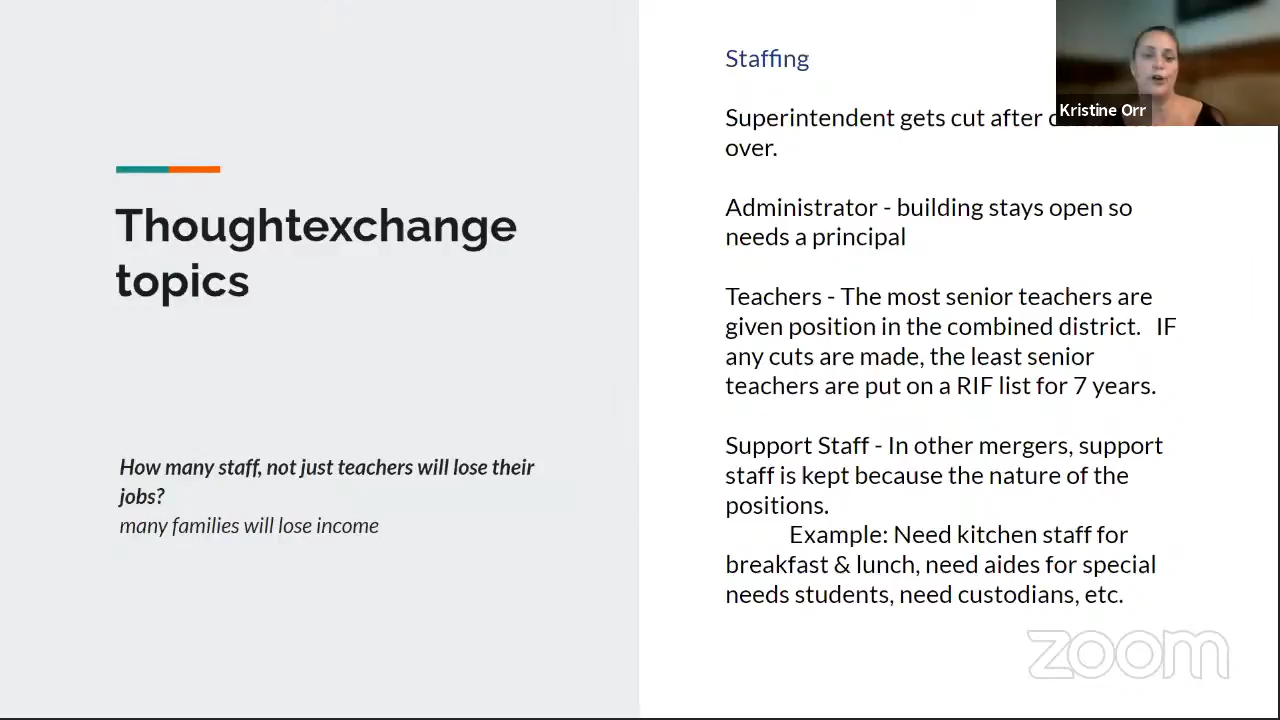 Thoughtexchange
topics
How many staff, not just teachers will lose their
jobs?
many families will lose income
Staffing
Superintendent gets cut after
over.
Administrator - building stays open so
needs a principal
Teachers - The most senior teachers are
given position in the combined district. IF
any cuts are made, the least senior
teachers are put on a RIF list for 7 years.
Support Staff - In other mergers, support
staff is kept because the nature of the
positions.
Example: Need kitchen staff for
breakfast & lunch, need aides for special
needs students, need custodians, etc.
Kristine Orr
zoom